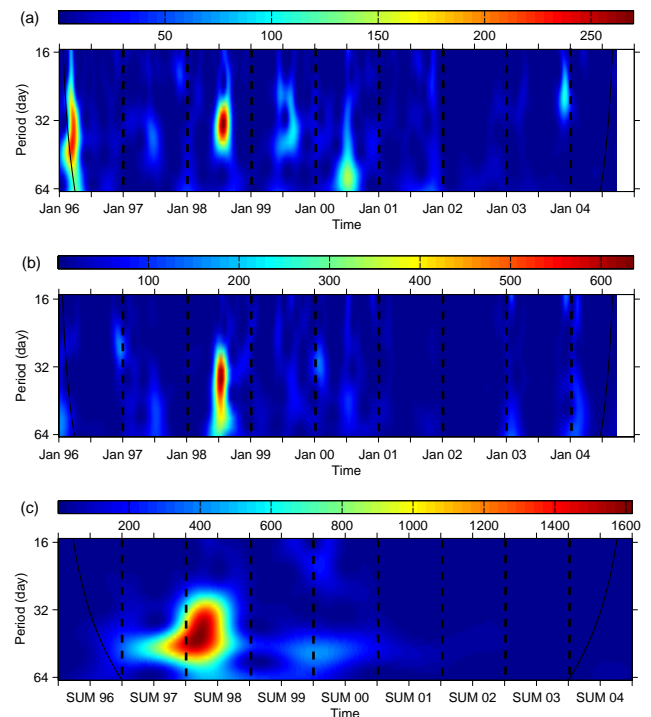 (a)
50 100 150 200 250
16
32
64
Period (day)
Jan 96 Jan 97 Jan 98 Jan 99 Jan 00 Jan 01 Jan 02 Jan 03 Jan 04
Time
(b)
100 200 300 400 500 600
16
32
64
Period (day)
Jan 96 Jan 97 Jan 98 Jan 99 Jan 00 Jan 01 Jan 02 Jan 03 Jan 04
Time
(c)
200 400 600 800 1000 1200 1400 1600
16
32
64
Period (day)
SUM 96 SUM 97 SUM 98 SUM 99 SUM 00 SUM 01 SUM 02 SUM 03 SUM 04
Time